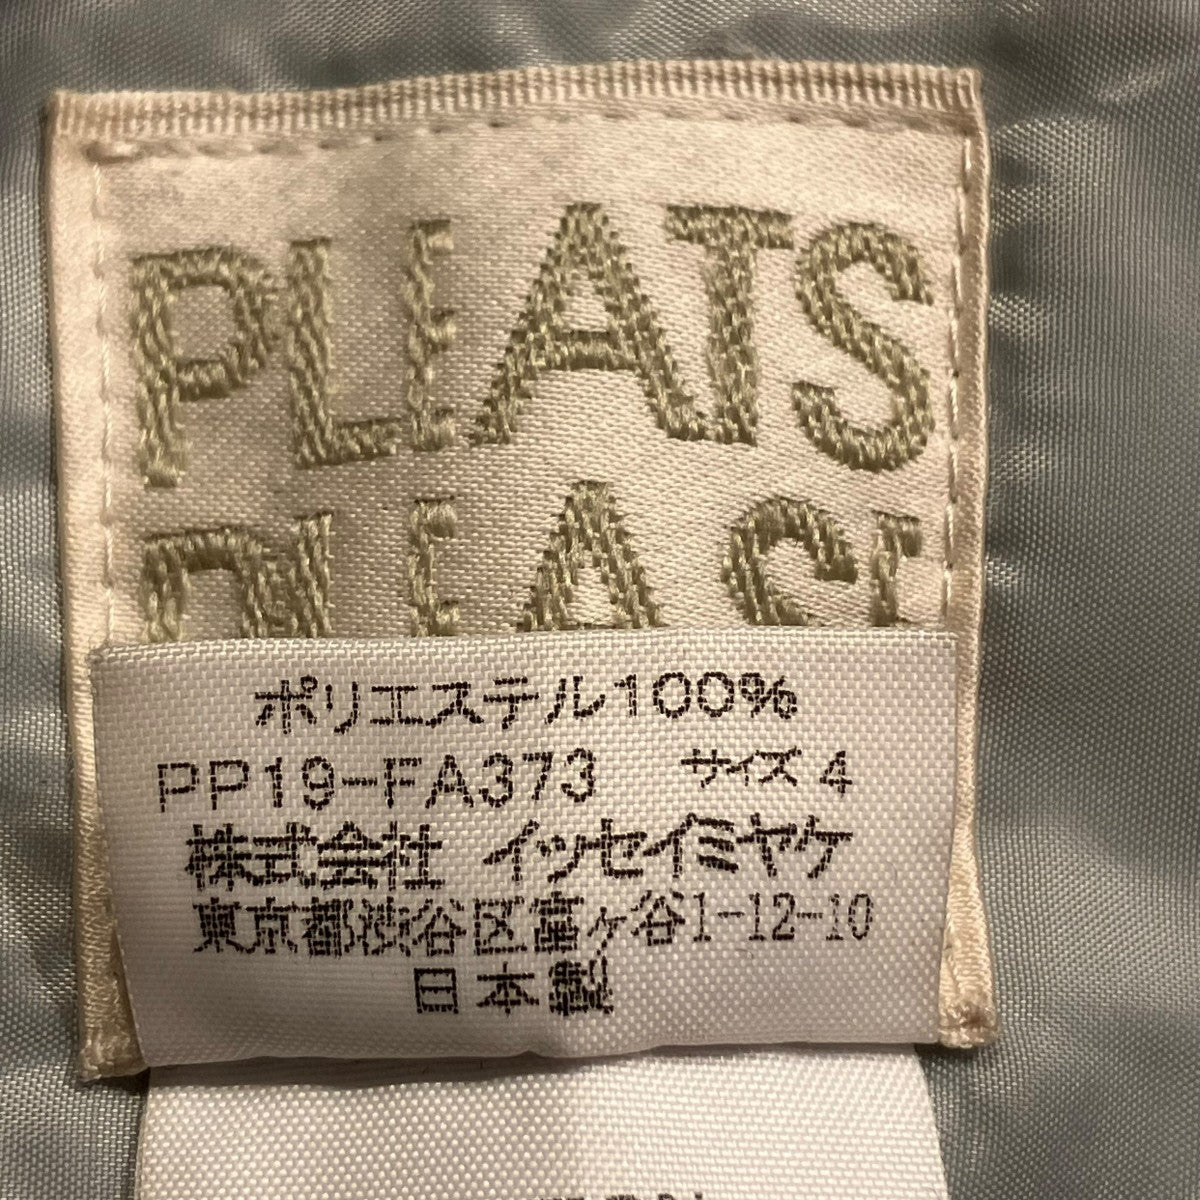 PLEATS
PLEASE
ポリエステル100%
PP19-FA373 サイズ 4
株式会社 イッセイミヤケ
東京都渋谷区富ヶ谷1-12-10
日本製